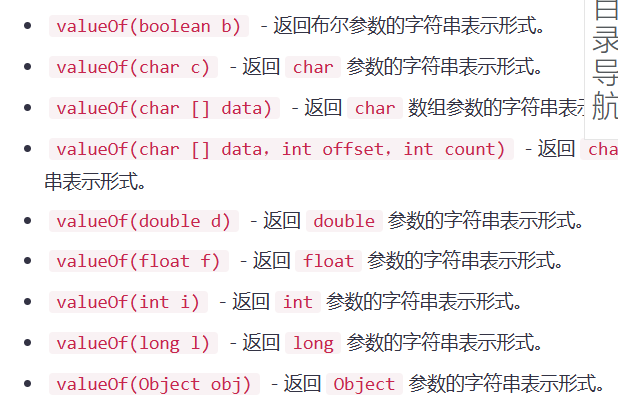 valueOf(boolean b) - 返回布尔参数的字符串表示形式。
valueOf(char c) - 返回 char 参数的字符串表示形式。
valueOf(char [] data) - 返回 char 数组参数的字符串表
valueOf(char [] data，int offset，int count) - 返回 cha
串表示形式。
valueOf(double d) - 返回 double 参数的字符串表示形式。
valueOf(float f) - 返回 float 参数的字符串表示形式。
valueOf(int i) - 返回 int 参数的字符串表示形式。
valueOf(long l) - 返回 long 参数的字符串表示形式。
valueOf(Object obj) - 返回 Object 参数的字符串表示形式。
目录导航